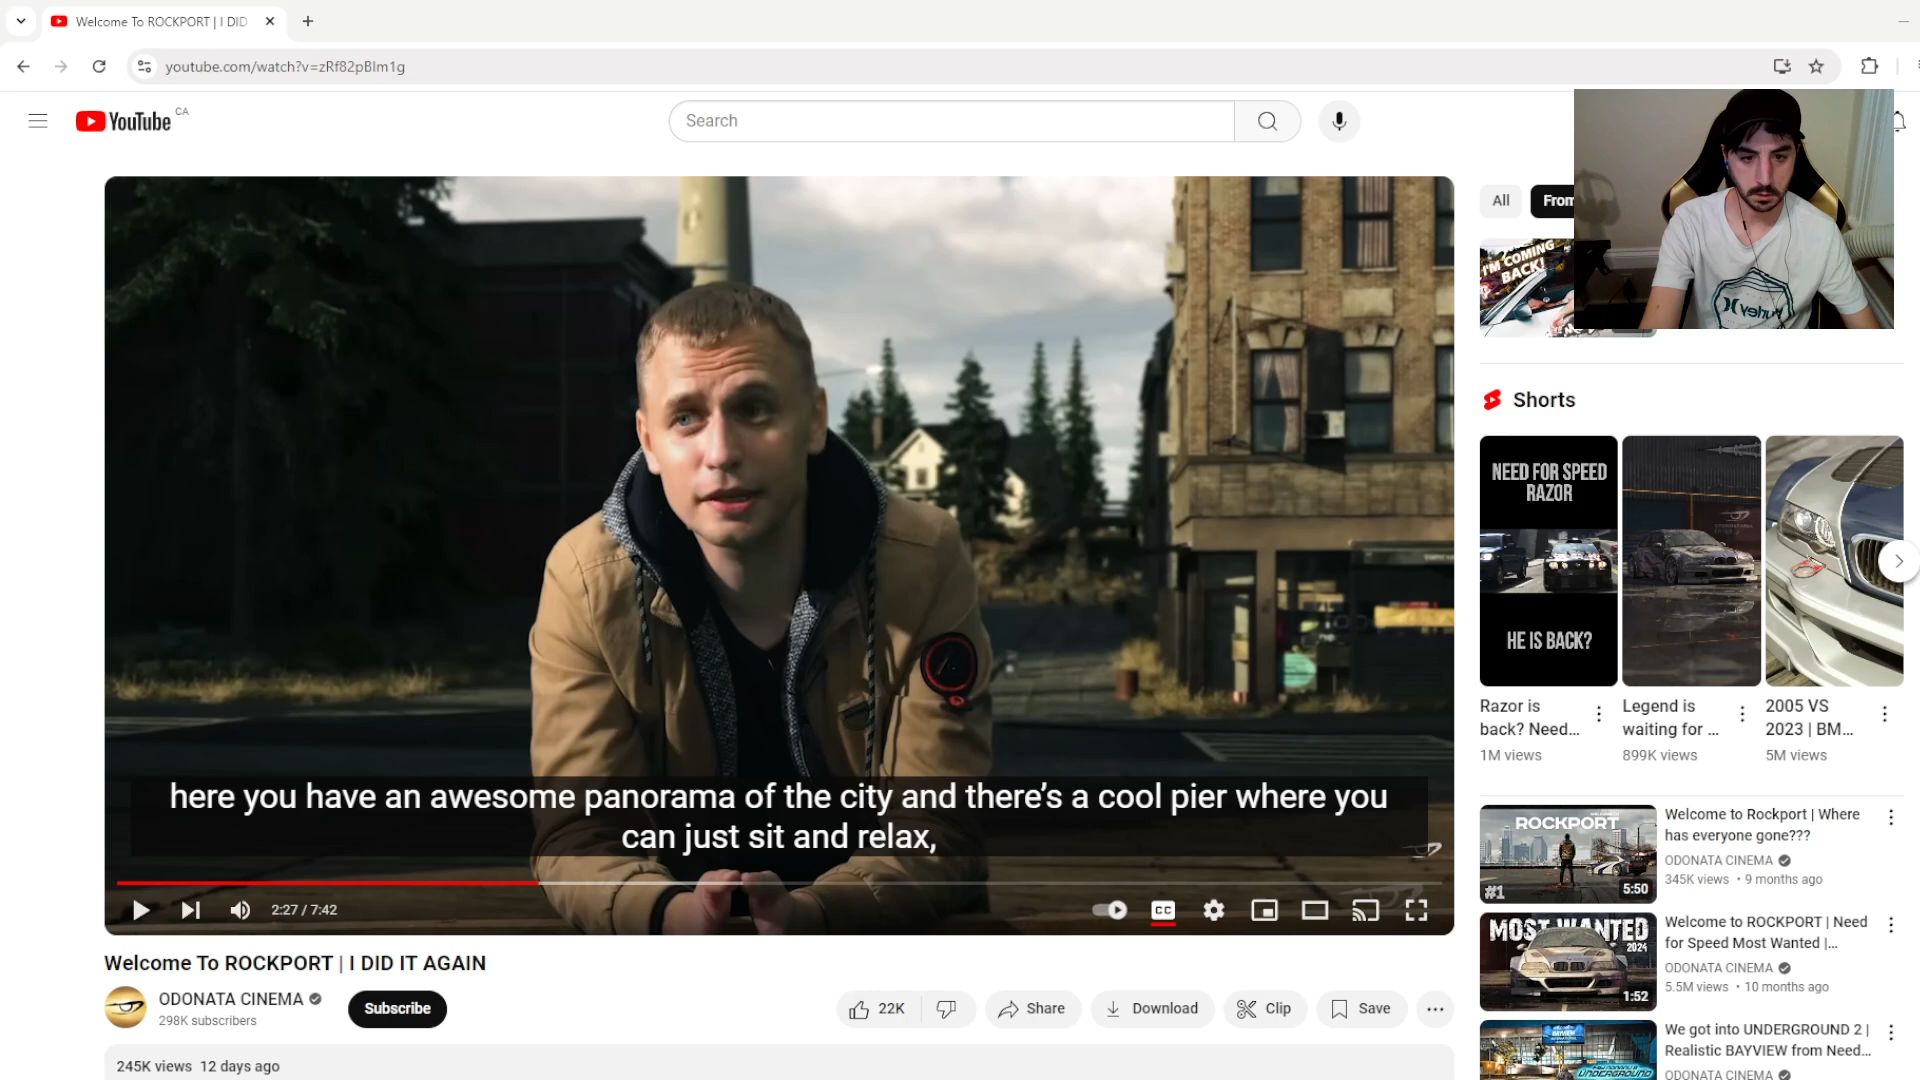 Welcome To ROCKPORT | I DID
youtube.com/watch?v=zRf82pBIm1g
YouTube CA
Search
All
From
I'M COMING
BACK!
Hurley
Shorts
NEED FOR SPEED
RAZOR
HE IS BACK?
Razor is
back? Need...
1M views
Legend is
waiting for ...
899K views
2005 VS
2023 | BM...
5M views
here you have an awesome panorama of the city and there's a cool pier where you
can just sit and relax,
2:27 / 7:42
CC
Welcome To ROCKPORT | I DID IT AGAIN
ODONATA CINEMA
298K subscribers
Subscribe
22K
Share
Download
Clip
Save
245K views 12 days ago
ROCKPORT
#1
5:50
Welcome to Rockport | Where
has everyone gone???
ODONATA CINEMA
345K views • 9 months ago
MOST WANTED
2024
1:52
Welcome to ROCKPORT | Need
for Speed Most Wanted |...
ODONATA CINEMA
5.5M views • 10 months ago
BAYVIEW
UNDERGROUND
We got into UNDERGROUND 2 |
Realistic BAYVIEW from Need...
ODONATA CINEMA